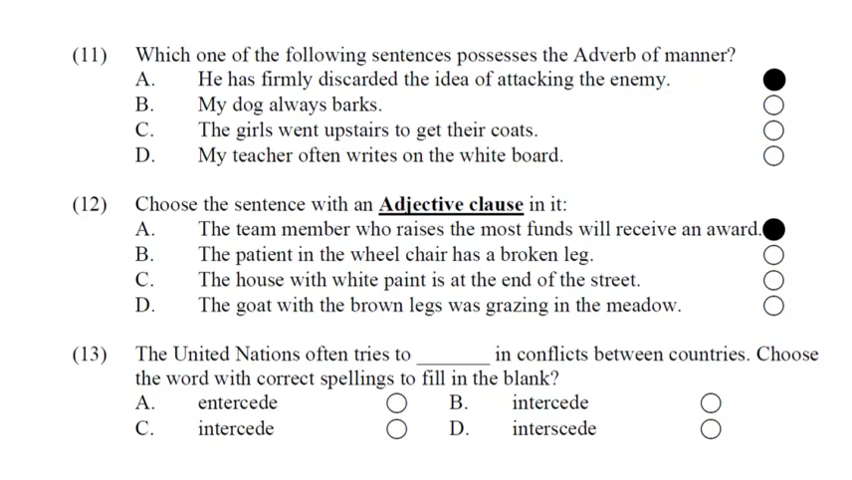 (11) Which one of the following sentences possesses the Adverb of manner?
A. He has firmly discarded the idea of attacking the enemy.
B. My dog always barks.
C. The girls went upstairs to get their coats.
D. My teacher often writes on the white board.
(12) Choose the sentence with an Adjective clause in it:
A. The team member who raises the most funds will receive an award.
B. The patient in the wheel chair has a broken leg.
C. The house with white paint is at the end of the street.
D. The goat with the brown legs was grazing in the meadow.
(13) The United Nations often tries to _______ in conflicts between countries. Choose
the word with correct spellings to fill in the blank?
A. entercede B. intercede
C. intercede D. interscede